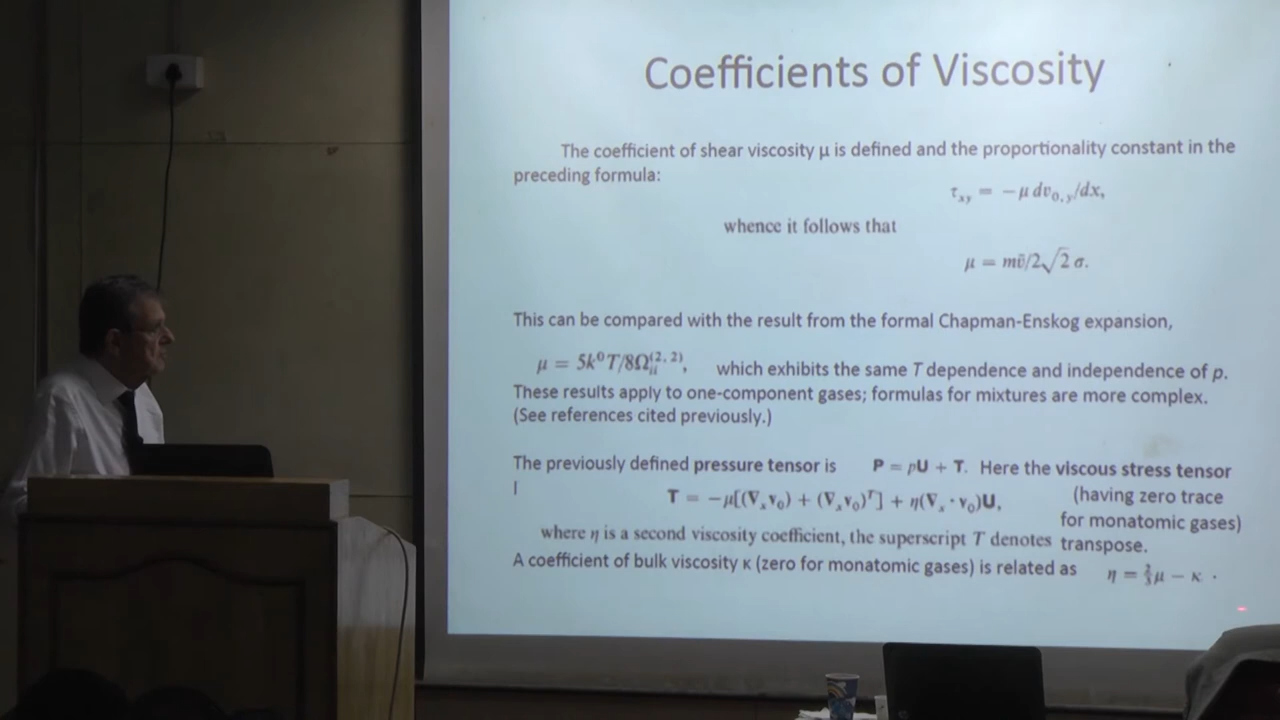 Coefficients of Viscosity
The coefficient of shear viscosity μ is defined and the proportionality constant in the
preceding formula:
τₓᵧ = −μ dv₀,ᵧ/dx,
whence it follows that
μ = mv̄/2√2 σ.
This can be compared with the result from the formal Chapman-Enskog expansion,
μ = 5k⁰T/8Ω⁽²,²⁾, which exhibits the same T dependence and independence of p.
These results apply to one-component gases; formulas for mixtures are more complex.
(See references cited previously.)
The previously defined pressure tensor is P = pU + T. Here the viscous stress tensor
T = −μ[(∇ₓv₀) + (∇ₓv₀)ᵀ] + η(∇ₓ · v₀)U, (having zero trace
for monatomic gases)
where η is a second viscosity coefficient, the superscript T denotes transpose.
A coefficient of bulk viscosity κ (zero for monatomic gases) is related as η = ⅔μ − κ .